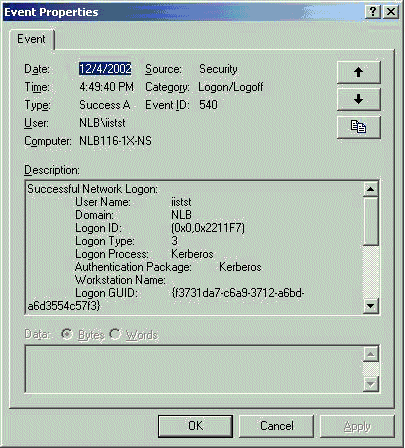 Event Properties
Event
Date: 12/4/2002 Source: Security
Time: 4:49:40 PM Category: Logon/Logoff
Type: Success A Event ID: 540
User: NLB\iistst
Computer: NLB116-1X-NS
Description:
Successful Network Logon:
User Name: iistst
Domain: NLB
Logon ID: (0x0,0x2211F7)
Logon Type: 3
Logon Process: Kerberos
Authentication Package: Kerberos
Workstation Name:
Logon GUID: {f3731da7-c6a9-3712-a6bd-
a6d3554c57f3}
Data: Bytes Words
OK Cancel Apply